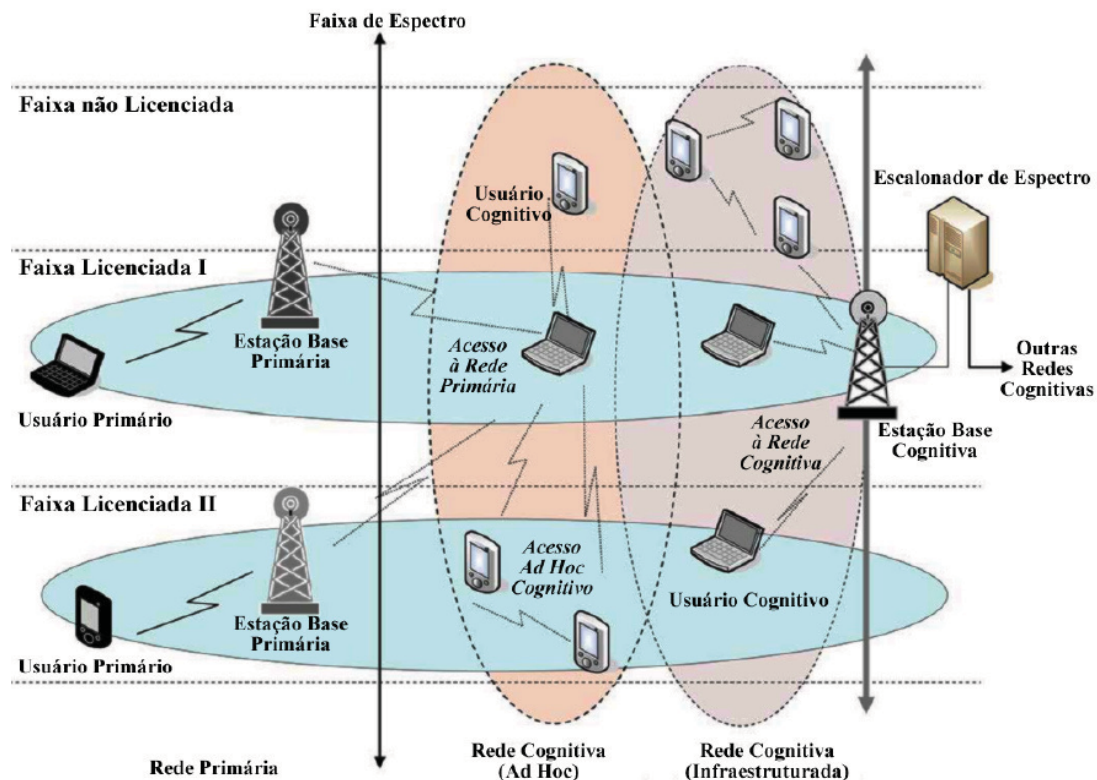 Faixa de Espectro
Faixa não Licenciada
Escalonador de Espectro
Usuário
Cognitivo
Faixa Licenciada I
Estação Base
Primária
Acesso
à Rede
Primária
Outras
Redes
Cognitivas
Usuário Primário
Acesso
à Rede
Cognitiva
Estação Base
Cognitiva
Faixa Licenciada II
Acesso
Ad Hoc
Cognitivo
Usuário Cognitivo
Estação Base
Primária
Usuário Primário
Rede Primária
Rede Cognitiva
(Ad Hoc)
Rede Cognitiva
(Infraestruturada)